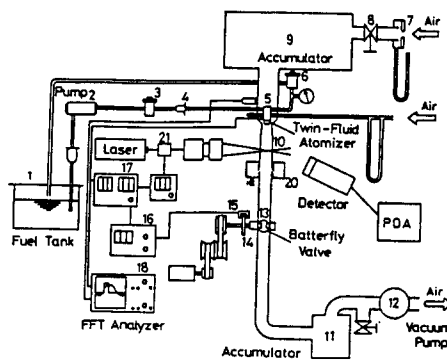 7
Air
8
9
Accumulator
6
Pump 2
3
4
5
Air
Twin-Fluid
Atomizer
Laser
21
10
1
17
20
Detector
Fuel Tank
16
15
13
14
Batterfly
Valve
PDA
18
FFT Analyzer
Air
12
11
Vacuum
Pump
Accumulator